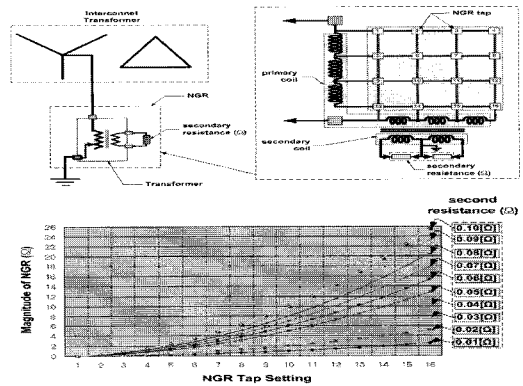 Interconnect
Transformer
NGR
secondary
resistance (Ω)
Transformer
NGR tap
primary
coil
secondary
coil
secondary
resistance (Ω)
second
resistance (Ω)
0.10[Ω]
0.09[Ω]
0.08[Ω]
0.07[Ω]
0.06[Ω]
0.05[Ω]
0.04[Ω]
0.03[Ω]
0.02[Ω]
0.01[Ω]
Magnitude of NGR (Ω)
26
24
22
20
18
16
14
12
10
8
6
4
2
0
1 2 3 4 5 6 7 8 9 10 11 12 13 14 15 16
NGR Tap Setting